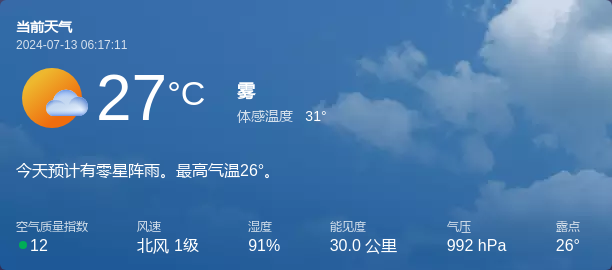 当前天气
2024-07-13 06:17:11
27°C
雾
体感温度 31°
今天预计有零星阵雨。最高气温26°。
空气质量指数 风速 湿度 能见度 气压 露点
12 北风 1级 91% 30.0 公里 992 hPa 26°